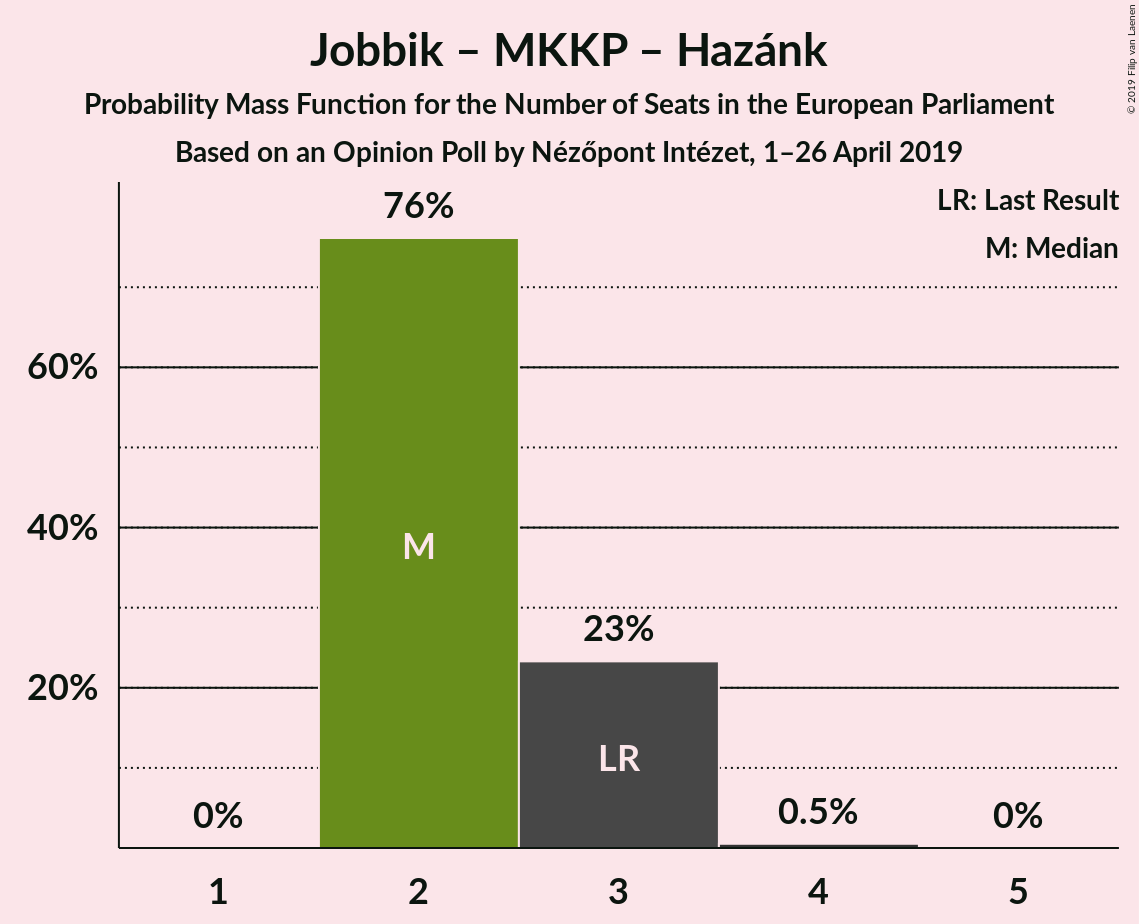 Jobbik – MKKP – Hazánk
Probability Mass Function for the Number of Seats in the European Parliament
Based on an Opinion Poll by Nézőpont Intézet, 1–26 April 2019
© 2019 Filip van Laenen
LR: Last Result
M: Median
76%
60%
40%
M
23%
20%
LR
0%
0.5%
0%
1
2
3
4
5